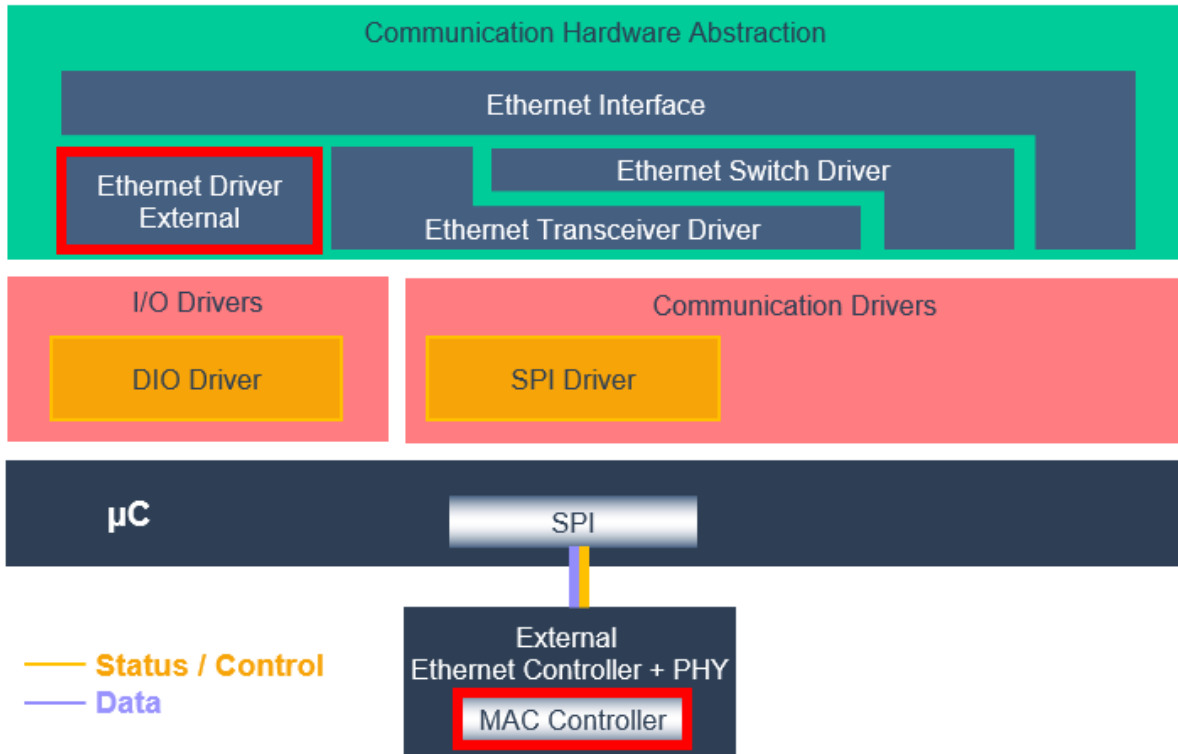 Communication Hardware Abstraction
Ethernet Interface
Ethernet Driver
External
Ethernet Switch Driver
Ethernet Transceiver Driver
I/O Drivers
Communication Drivers
DIO Driver
SPI Driver
µC
SPI
External
Ethernet Controller + PHY
MAC Controller
Status / Control
Data